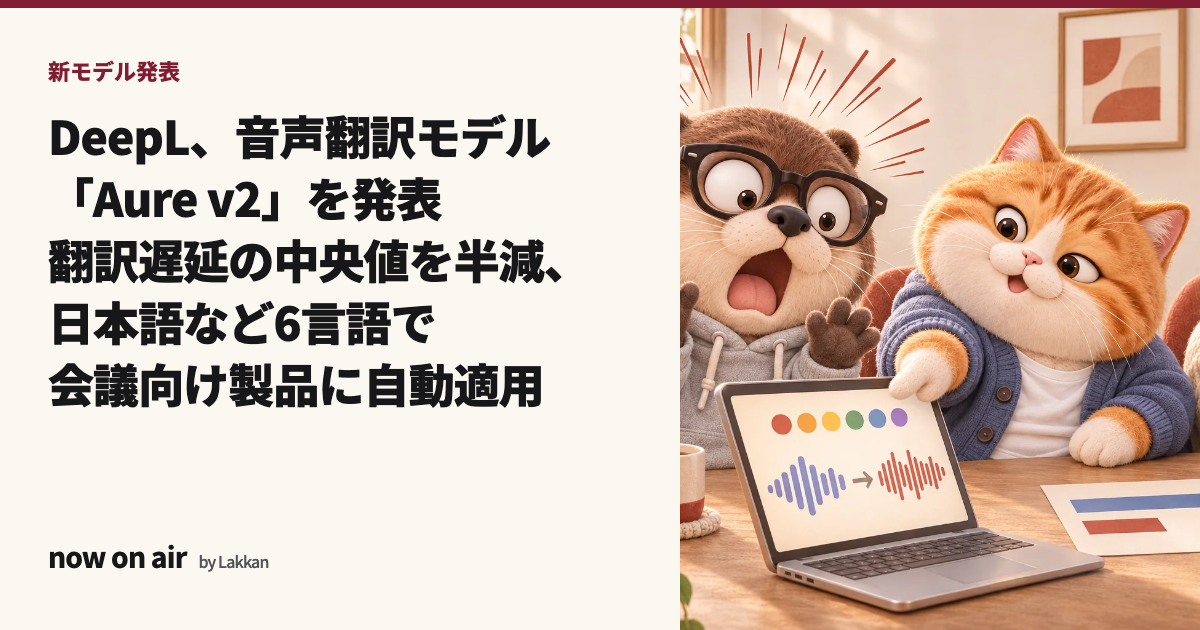 新モデル発表
DeepL、音声翻訳モデル
「Aure v2」を発表
翻訳遅延の中央値を半減、
日本語など6言語で
会議向け製品に自動適用
now on air by Lakkan